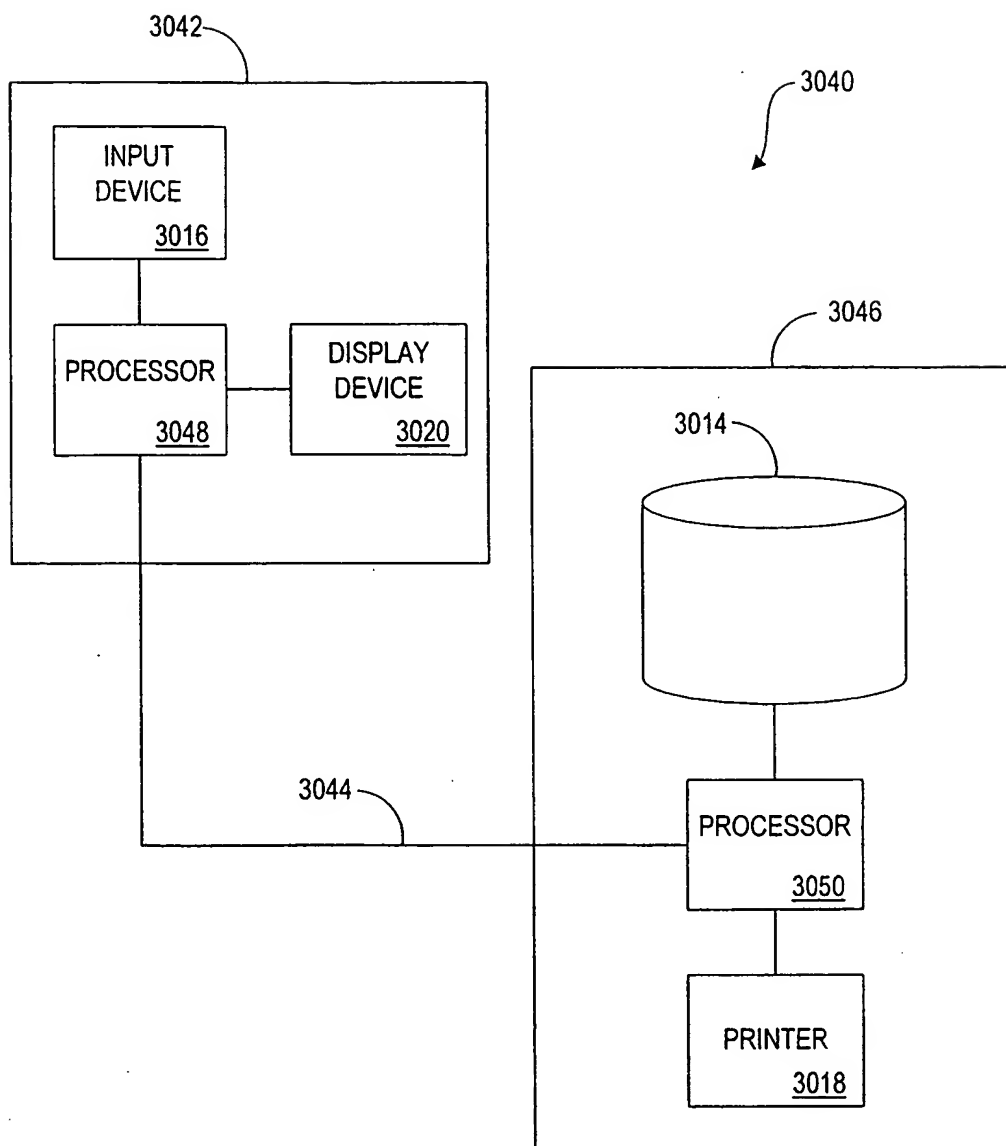 3042
3040
INPUT
DEVICE
3016
PROCESSOR
3048
DISPLAY
DEVICE
3020
3046
3014
3044
PROCESSOR
3050
PRINTER
3018